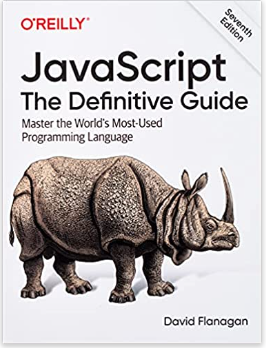 O'REILLY®
Seventh
Edition
JavaScript
The Definitive Guide
Master the World's Most-Used
Programming Language
David Flanagan